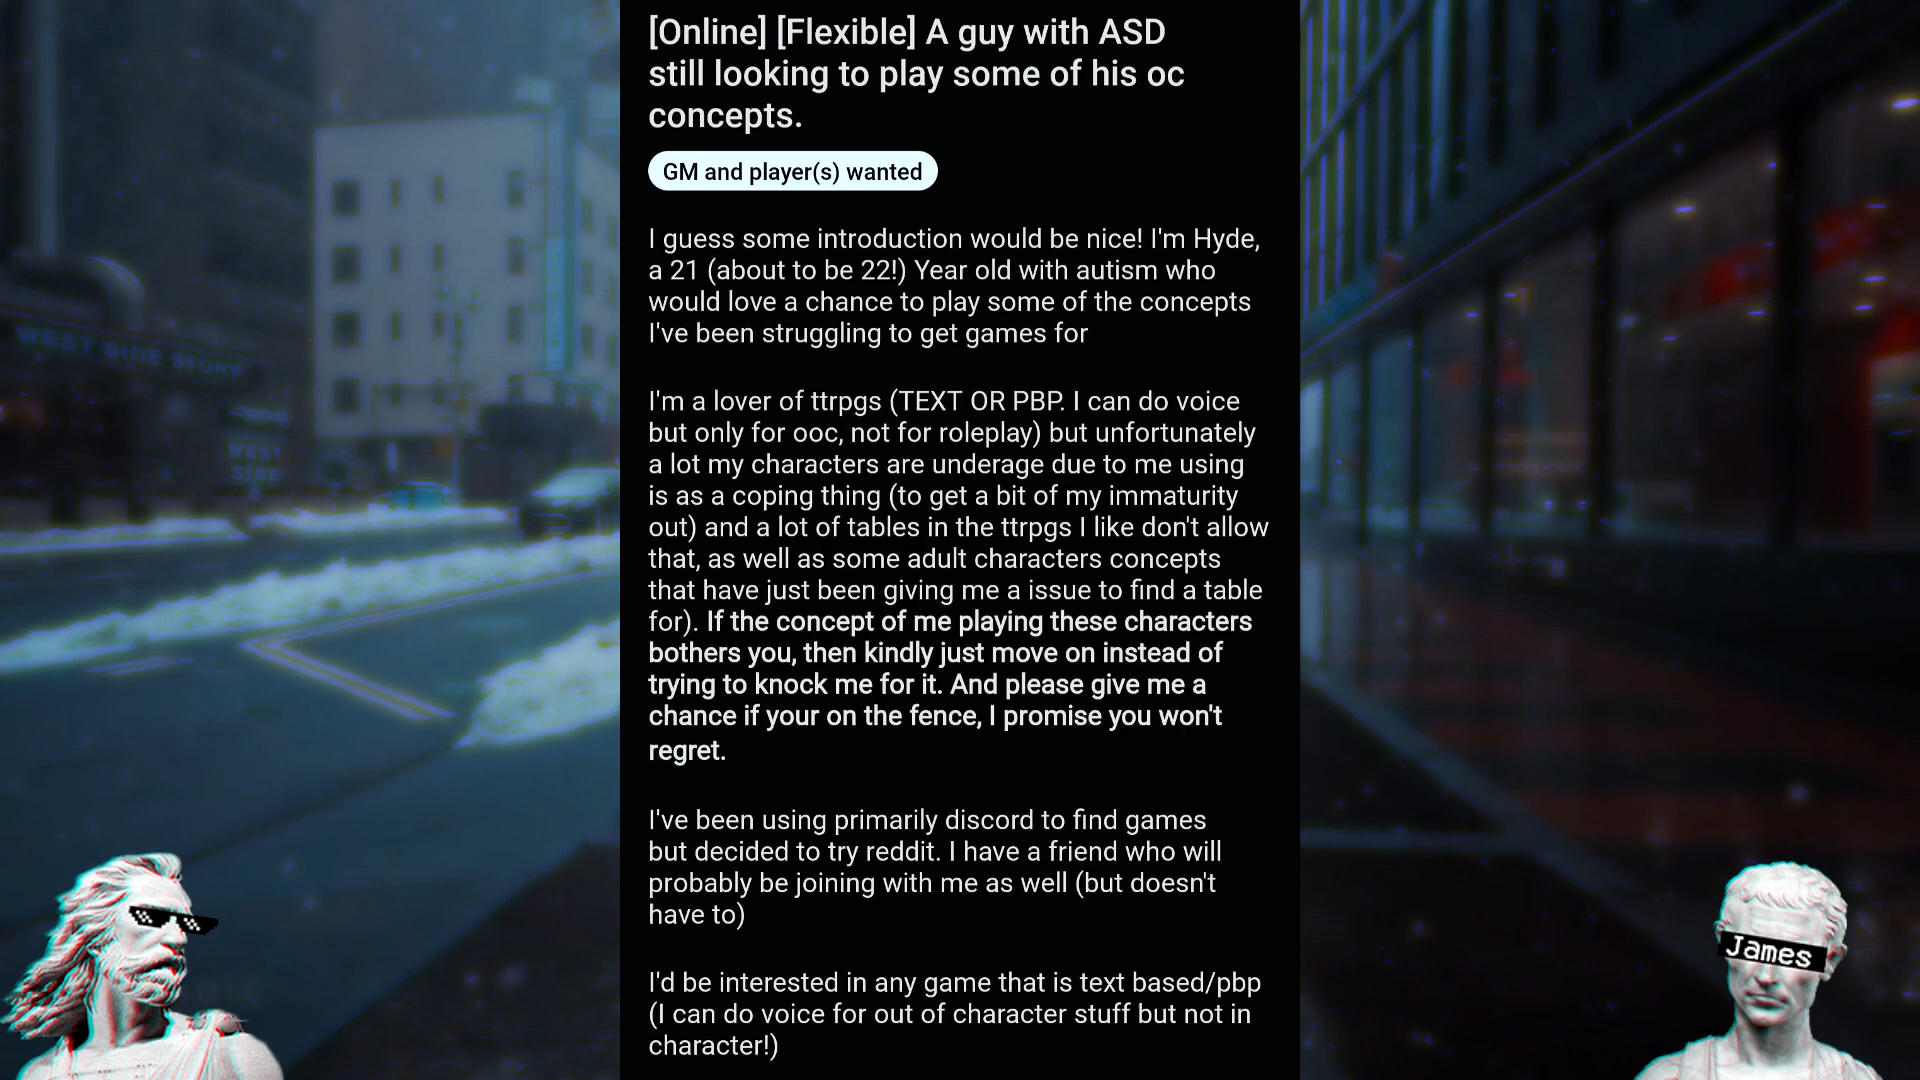 [Online] [Flexible] A guy with ASD
still looking to play some of his oc
concepts.
GM and player(s) wanted
I guess some introduction would be nice! I'm Hyde,
a 21 (about to be 22!) Year old with autism who
would love a chance to play some of the concepts
I've been struggling to get games for
I'm a lover of ttrpgs (TEXT OR PBP. I can do voice
but only for ooc, not for roleplay) but unfortunately
a lot my characters are underage due to me using
is as a coping thing (to get a bit of my immaturity
out) and a lot of tables in the ttrpgs I like don't allow
that, as well as some adult characters concepts
that have just been giving me a issue to find a table
for). If the concept of me playing these characters
bothers you, then kindly just move on instead of
trying to knock me for it. And please give me a
chance if your on the fence, I promise you won't
regret.
I've been using primarily discord to find games
but decided to try reddit. I have a friend who will
probably be joining with me as well (but doesn't
have to)
I'd be interested in any game that is text based/pbp
(I can do voice for out of character stuff but not in
character!)
WEST SIDE STORY
WEST
SIDE
James